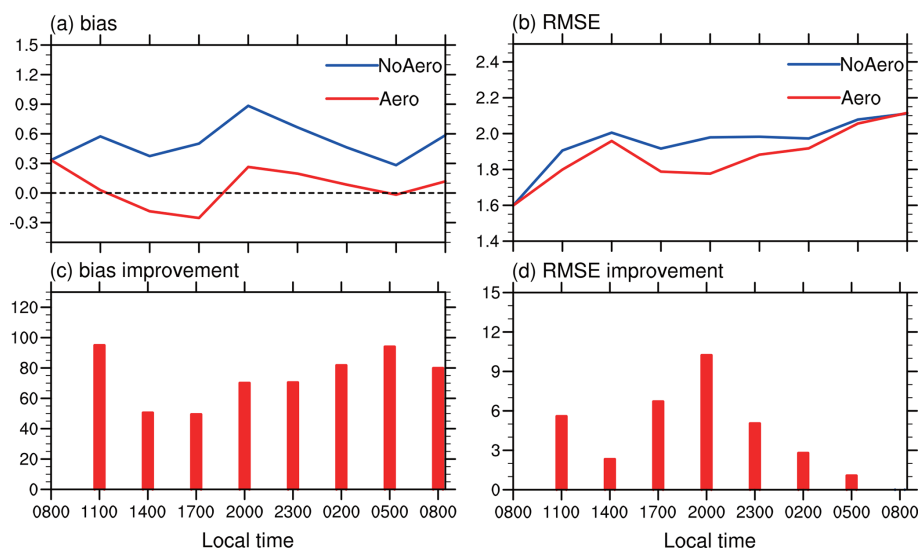 (a) bias
(b) RMSE
1.5
1.2
0.9
0.6
0.3
0.0
-0.3
NoAero
Aero
2.4
2.2
2.0
1.8
1.6
1.4
NoAero
Aero
(c) bias improvement
(d) RMSE improvement
120
100
80
60
40
20
0
15
12
9
6
3
0
0800 1100 1400 1700 2000 2300 0200 0500 0800
0800 1100 1400 1700 2000 2300 0200 0500 0800
Local time
Local time